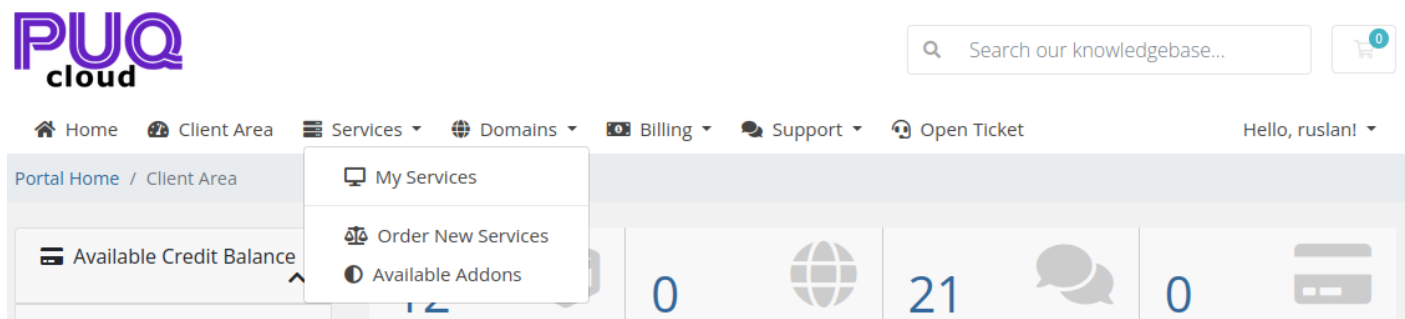 PUQ
cloud
Search our knowledgebase...
0
Home Client Area Services Domains Billing Support Open Ticket Hello, ruslan!
Portal Home / Client Area
My Services
Order New Services
Available Addons
Available Credit Balance
12 0 21 0